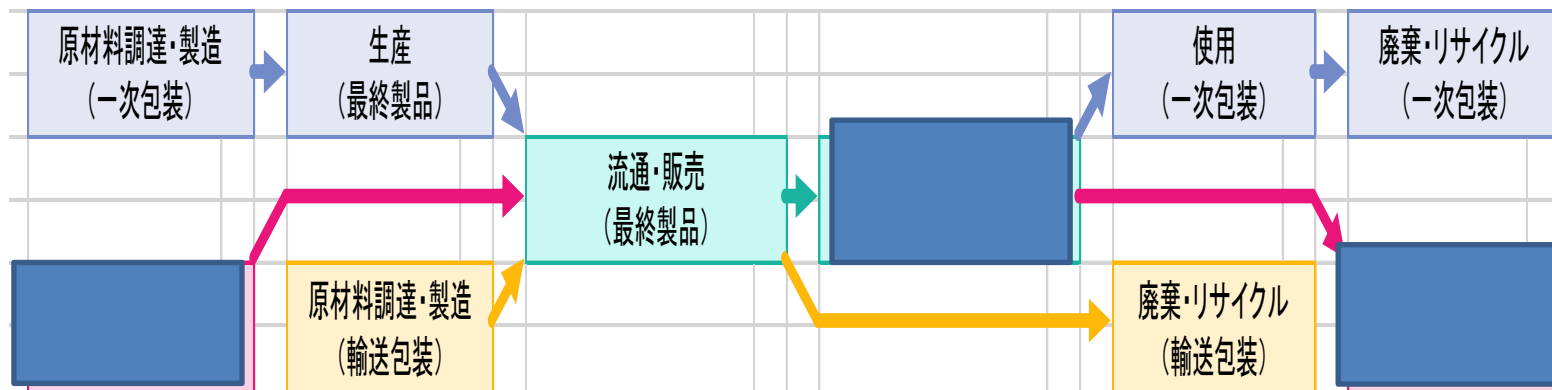 原材料調達・製造
(一次包装)
生産
(最終製品)
使用
(一次包装)
廃棄・リサイクル
(一次包装)
流通・販売
(最終製品)
原材料調達・製造
(輸送包装)
廃棄・リサイクル
(輸送包装)